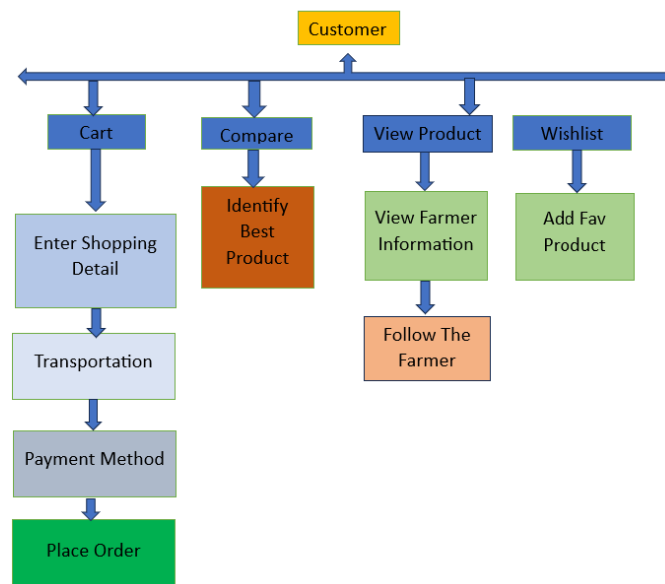 Customer
Cart
Compare
View Product
Wishlist
Enter Shopping
Detail
Identify
Best
Product
View Farmer
Information
Add Fav
Product
Transportation
Follow The
Farmer
Payment Method
Place Order